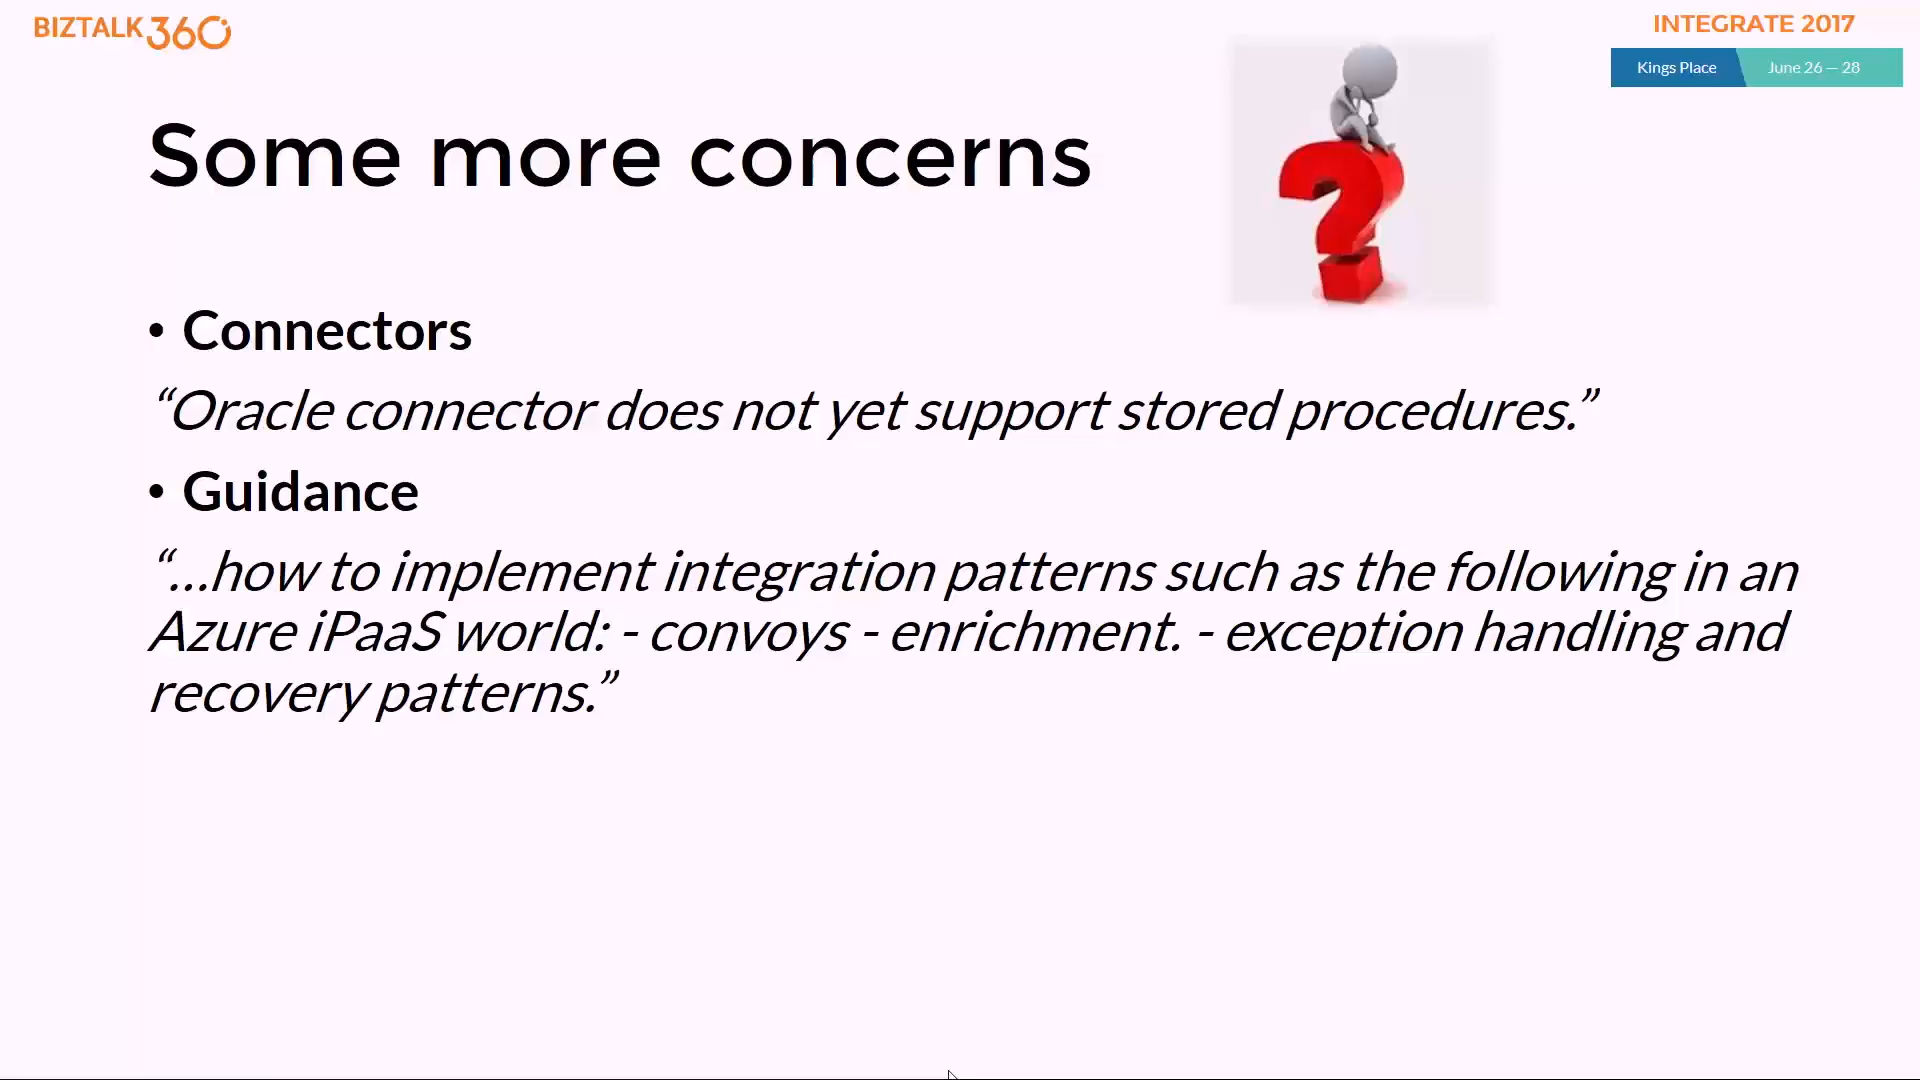 BIZTALK360
INTEGRATE 2017
Kings Place
June 26 — 28
Some more concerns
• Connectors
“Oracle connector does not yet support stored procedures.”
• Guidance
“...how to implement integration patterns such as the following in an
Azure iPaaS world: - convoys - enrichment. - exception handling and
recovery patterns.”